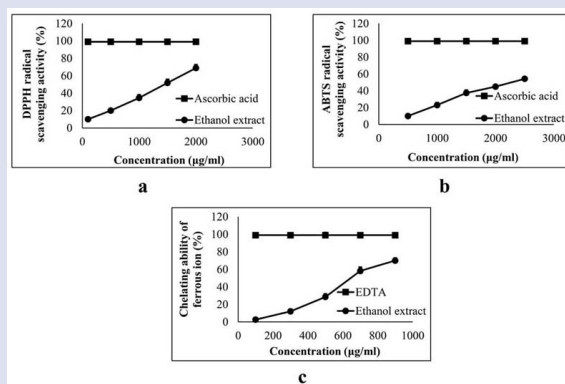 DPPH radical
scavenging activity (%)
120
100
80
60
40
20
0
Ascorbic acid
Ethanol extract
0
1000
2000
3000
Concentration (µg/ml)
a
ABTS radical
scavenging activity (%)
120
100
80
60
40
20
0
Ascorbic acid
Ethanol extract
0
1000
2000
3000
Concentration (µg/ml)
b
Chelating ability of
ferrous ion (%)
120
100
80
60
40
20
0
EDTA
Ethanol extract
0
200
400
600
800
1000
Concentration (µg/ml)
c